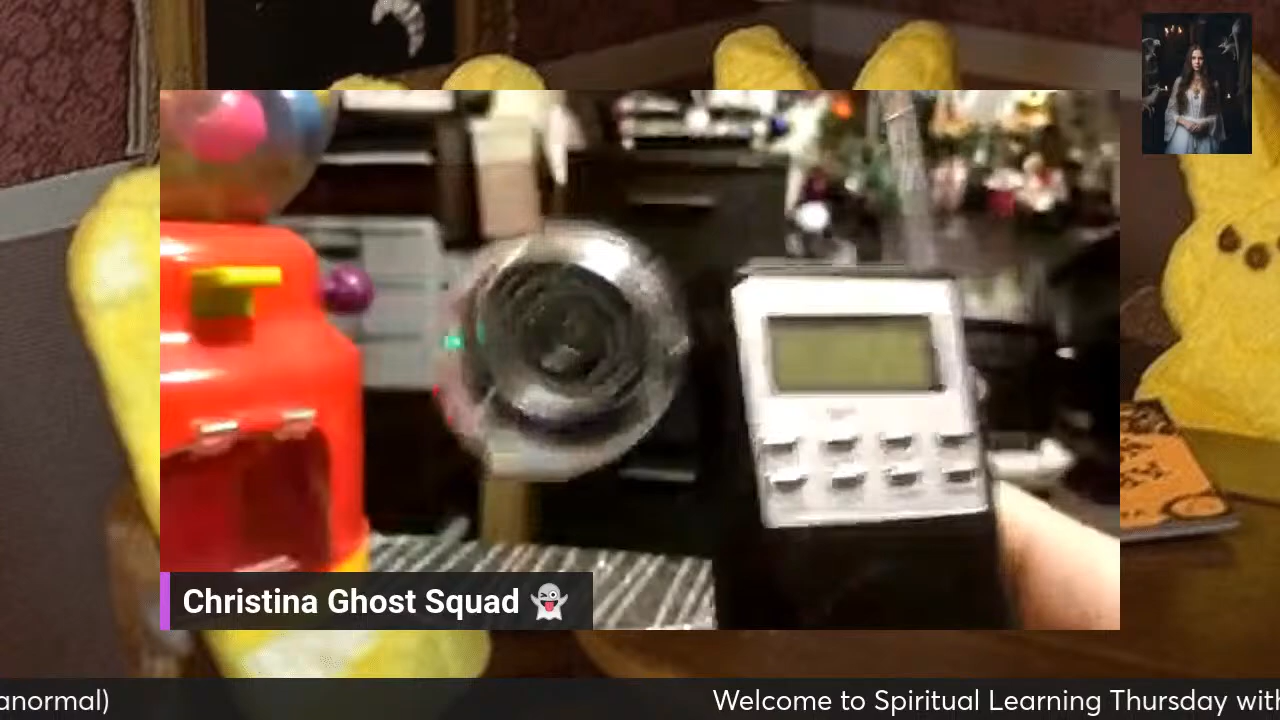 Christina Ghost Squad 👻
anormal)
Welcome to Spiritual Learning Thursday with